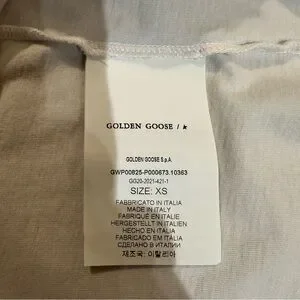 GOLDEN GOOSE / ★
GOLDEN GOOSE S.p.A.
GWP00825-P000673.10363
GG20-2021-421-1
SIZE: XS
FABBRICATO IN ITALIA
MADE IN ITALY
FABRIQUÉ EN ITALIE
HERGESTELLT IN ITALIEN
HECHO EN ITALIA
FABRICADO EM ITÁLIA
СДЕЛАНО В ИТАЛИИ
제조국: 이탈리아